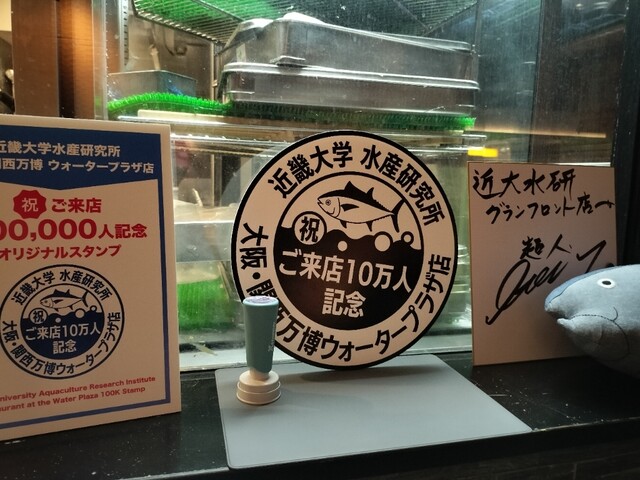 近畿大学水産研究所
関西万博 ウォータープラザ店
祝 ご来店
00,000人記念
オリジナルスタンプ
近畿大学 水産研究所
祝
ご来店10万人
記念
大阪・関西万博ウォータープラザ店
niversity Aquaculture Research Institute
urant at the Water Plaza 100K Stamp
近畿大学 水産研究所
祝
ご来店10万人
記念
大阪・関西万博ウォータープラザ店
近大水研
グランフロント店
超人